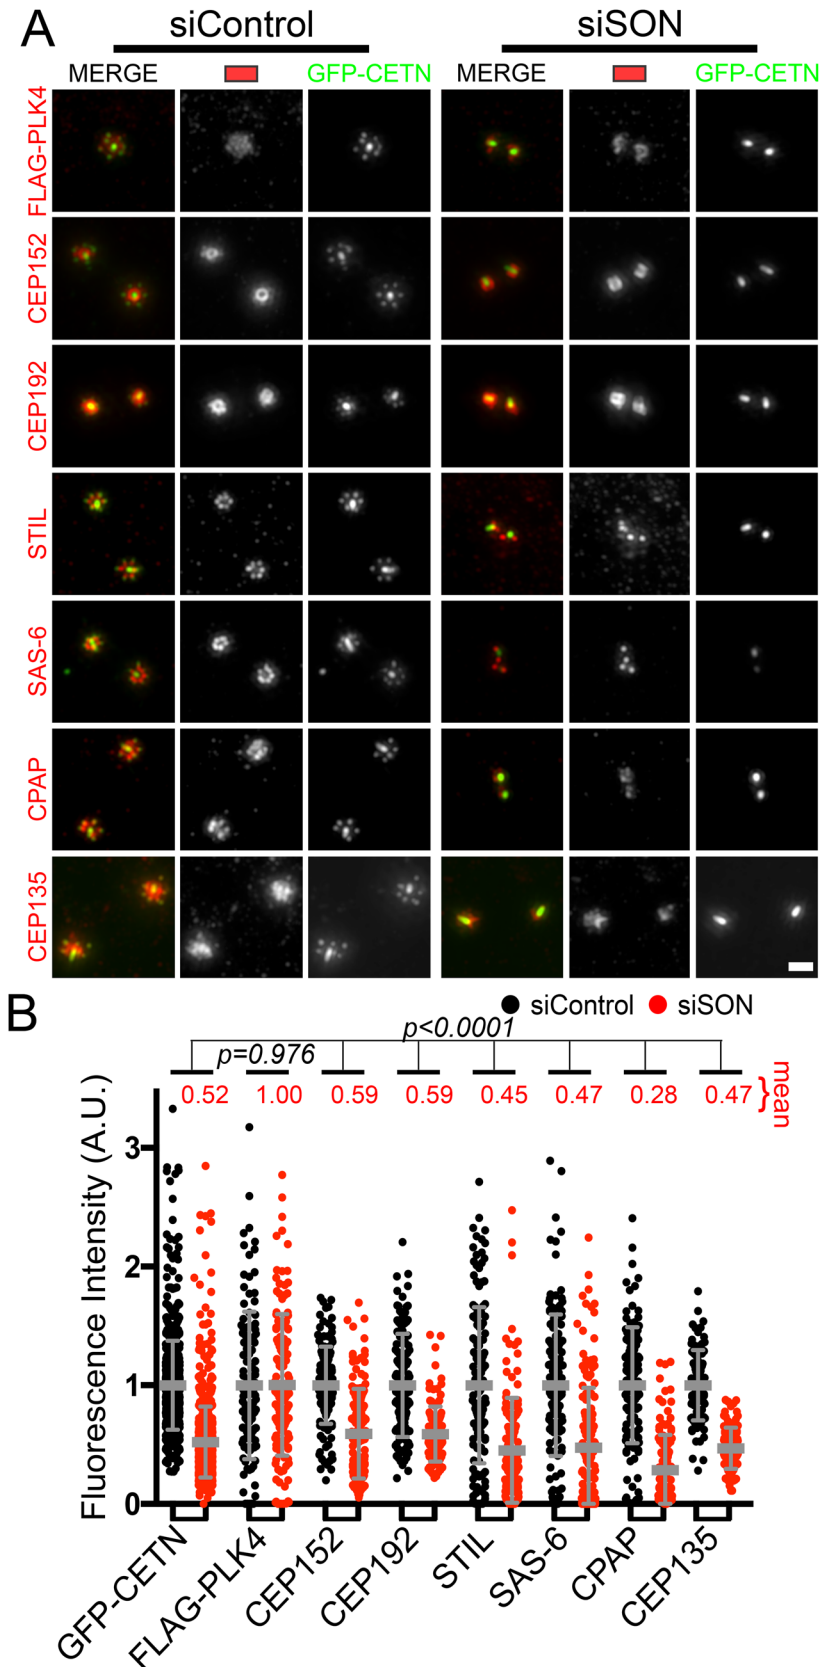 A
siControl
siSON
MERGE
GFP-CETN
MERGE
GFP-CETN
FLAG-PLK4
CEP152
CEP192
STIL
SAS-6
CPAP
CEP135
B
siControl
siSON
p<0.0001
p=0.976
0.52
1.00
0.59
0.59
0.45
0.47
0.28
0.47
} mean
Fluorescence Intensity (A.U.)
3
2
1
0
GFP-CETN
FLAG-PLK4
CEP152
CEP192
STIL
SAS-6
CPAP
CEP135